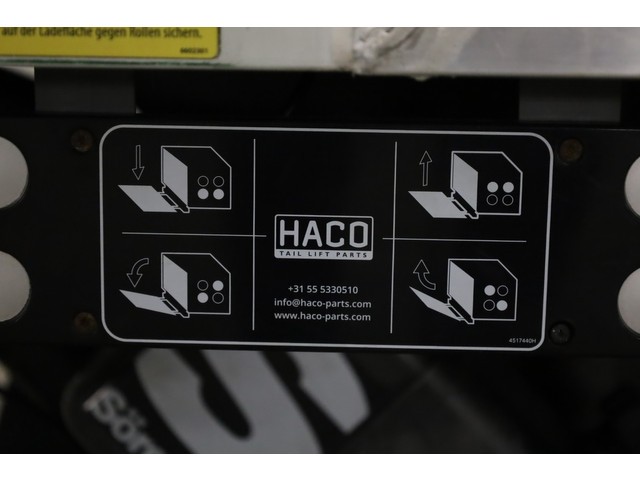 auf der Ladefläche gegen Rollen sichern.
HACO
TAIL LIFT PARTS
+31 55 5330510
info@haco-parts.com
www.haco-parts.com
4517440H